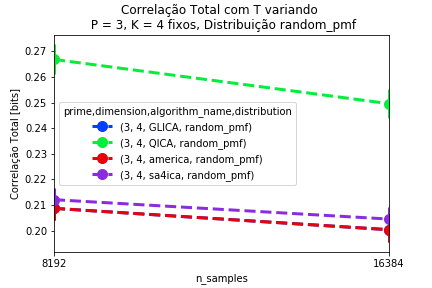 Correlação Total com T variando
P = 3, K = 4 fixos, Distribuição random_pmf
Correlação Total [bits]
0.27
0.26
0.25
0.24
0.23
0.22
0.21
0.20
prime,dimension,algorithm_name,distribution
(3, 4, GLICA, random_pmf)
(3, 4, QICA, random_pmf)
(3, 4, america, random_pmf)
(3, 4, sa4ica, random_pmf)
8192
16384
n_samples